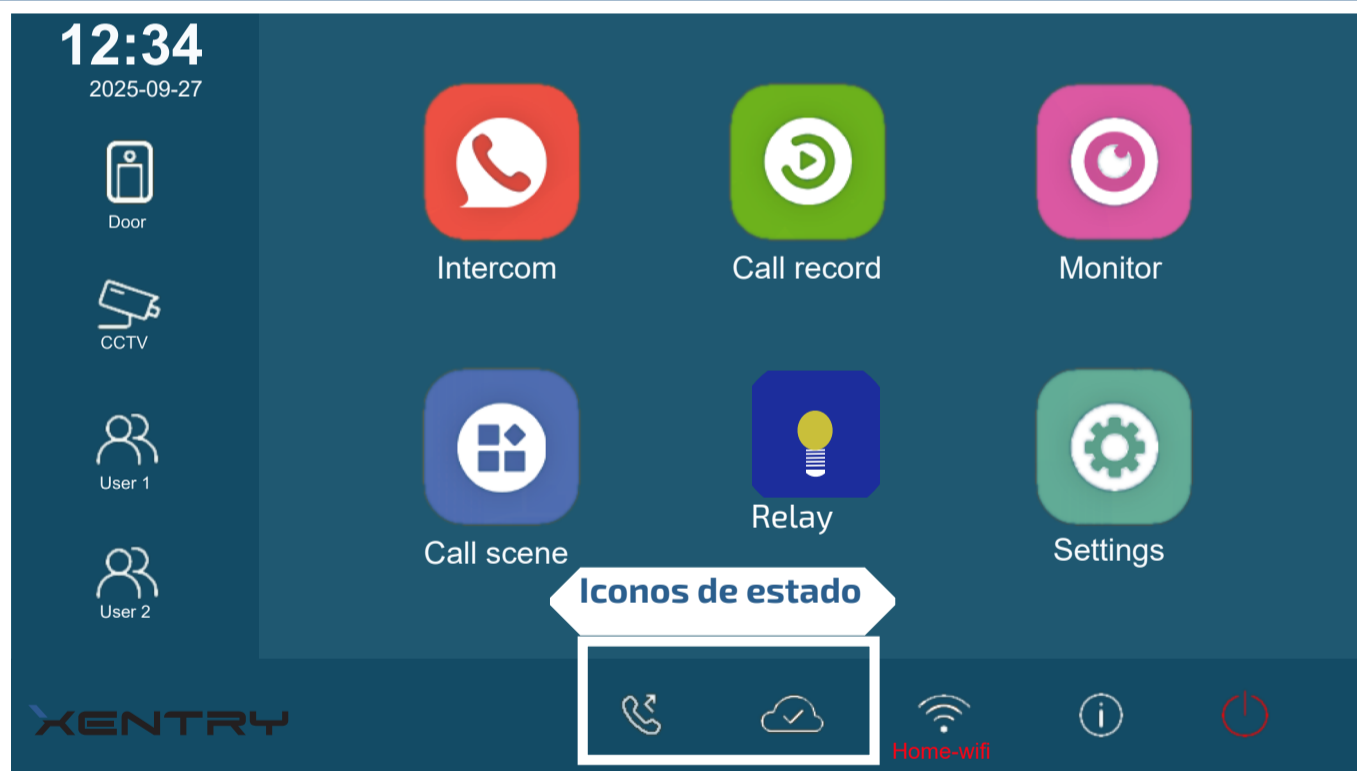 12:34
2025-09-27
Door
CCTV
User 1
User 2
Intercom
Call record
Monitor
Call scene
Relay
Settings
Iconos de estado
XENTRY
Home-wifi